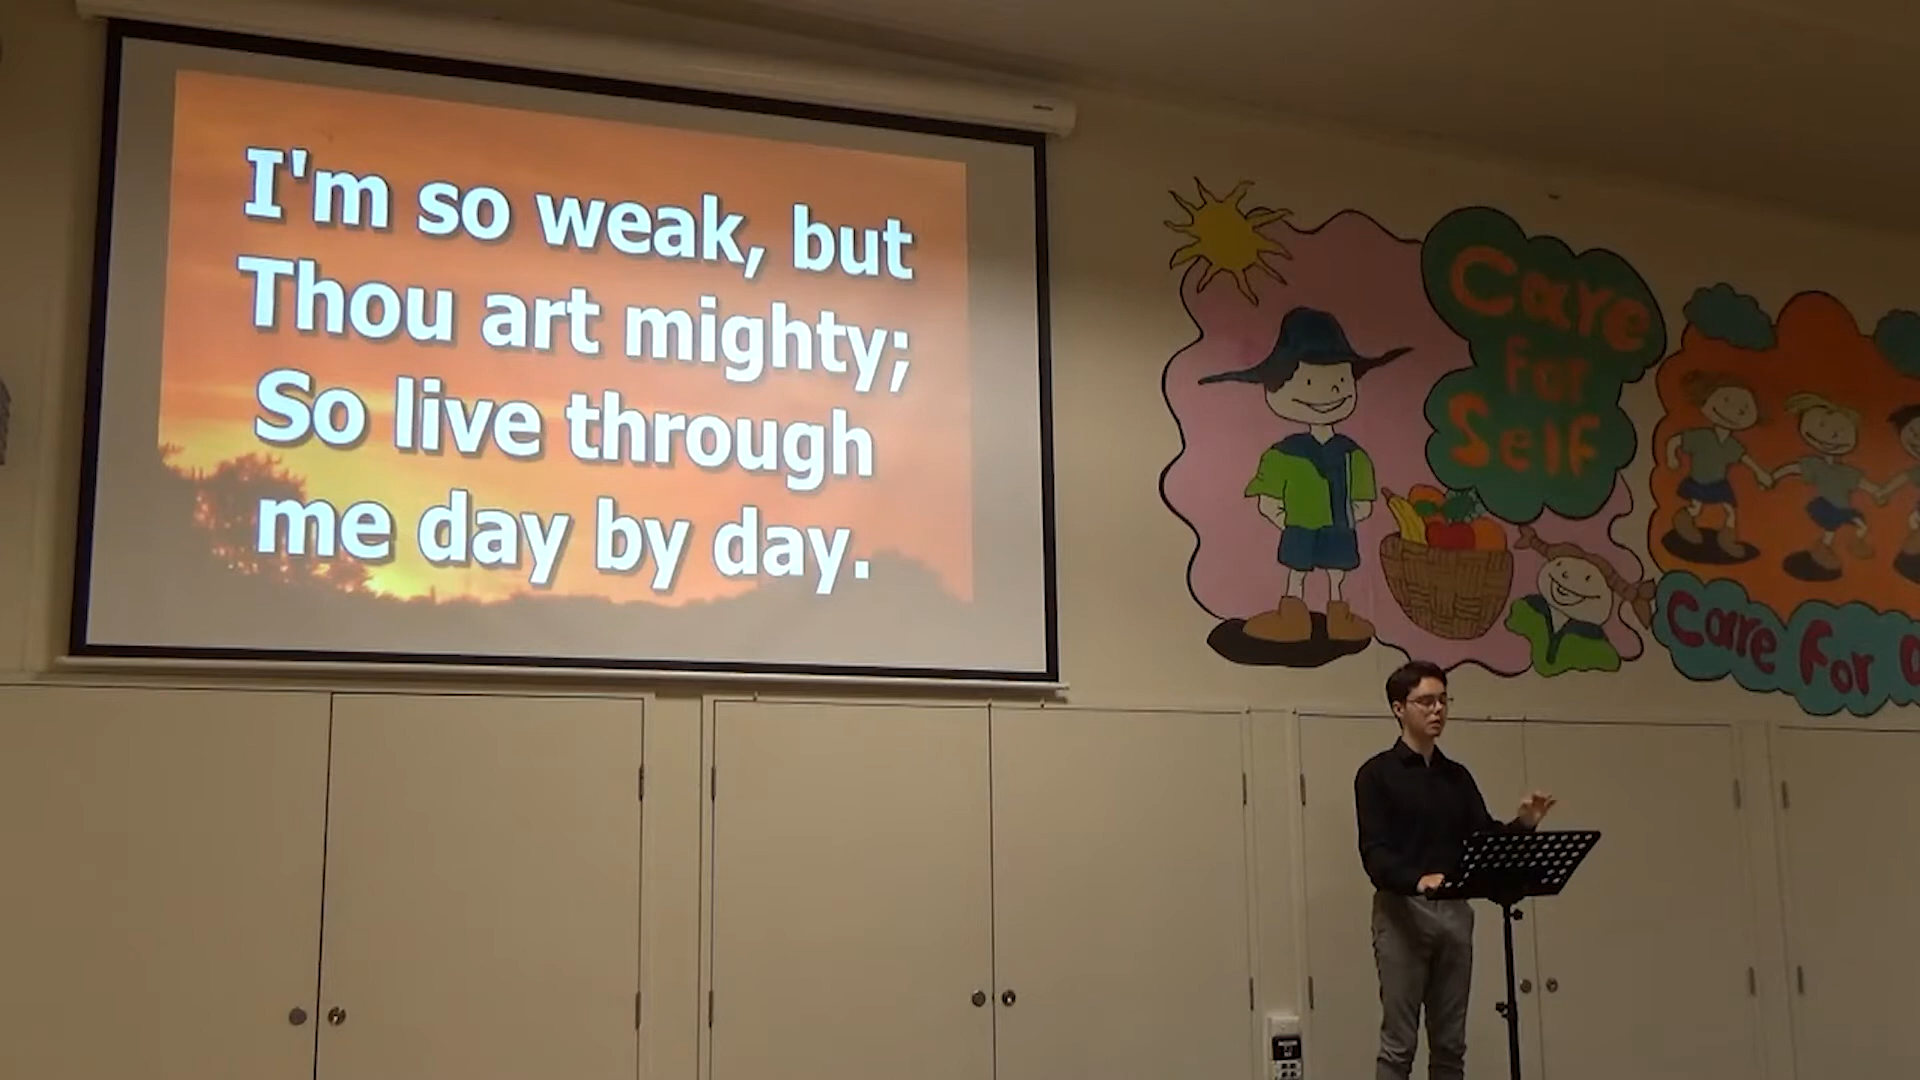 I'm so weak, but
Thou art mighty;
So live through
me day by day.
Care
For
Self
Care For